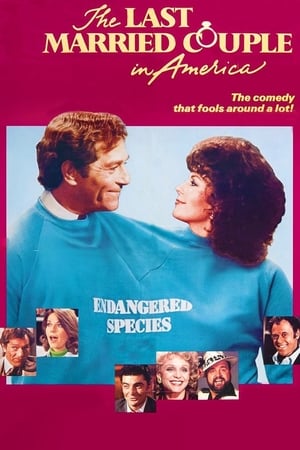 The LAST
MARRIED COUPLE
in America
The comedy
that fools around a lot!
ENDANGERED
SPECIES